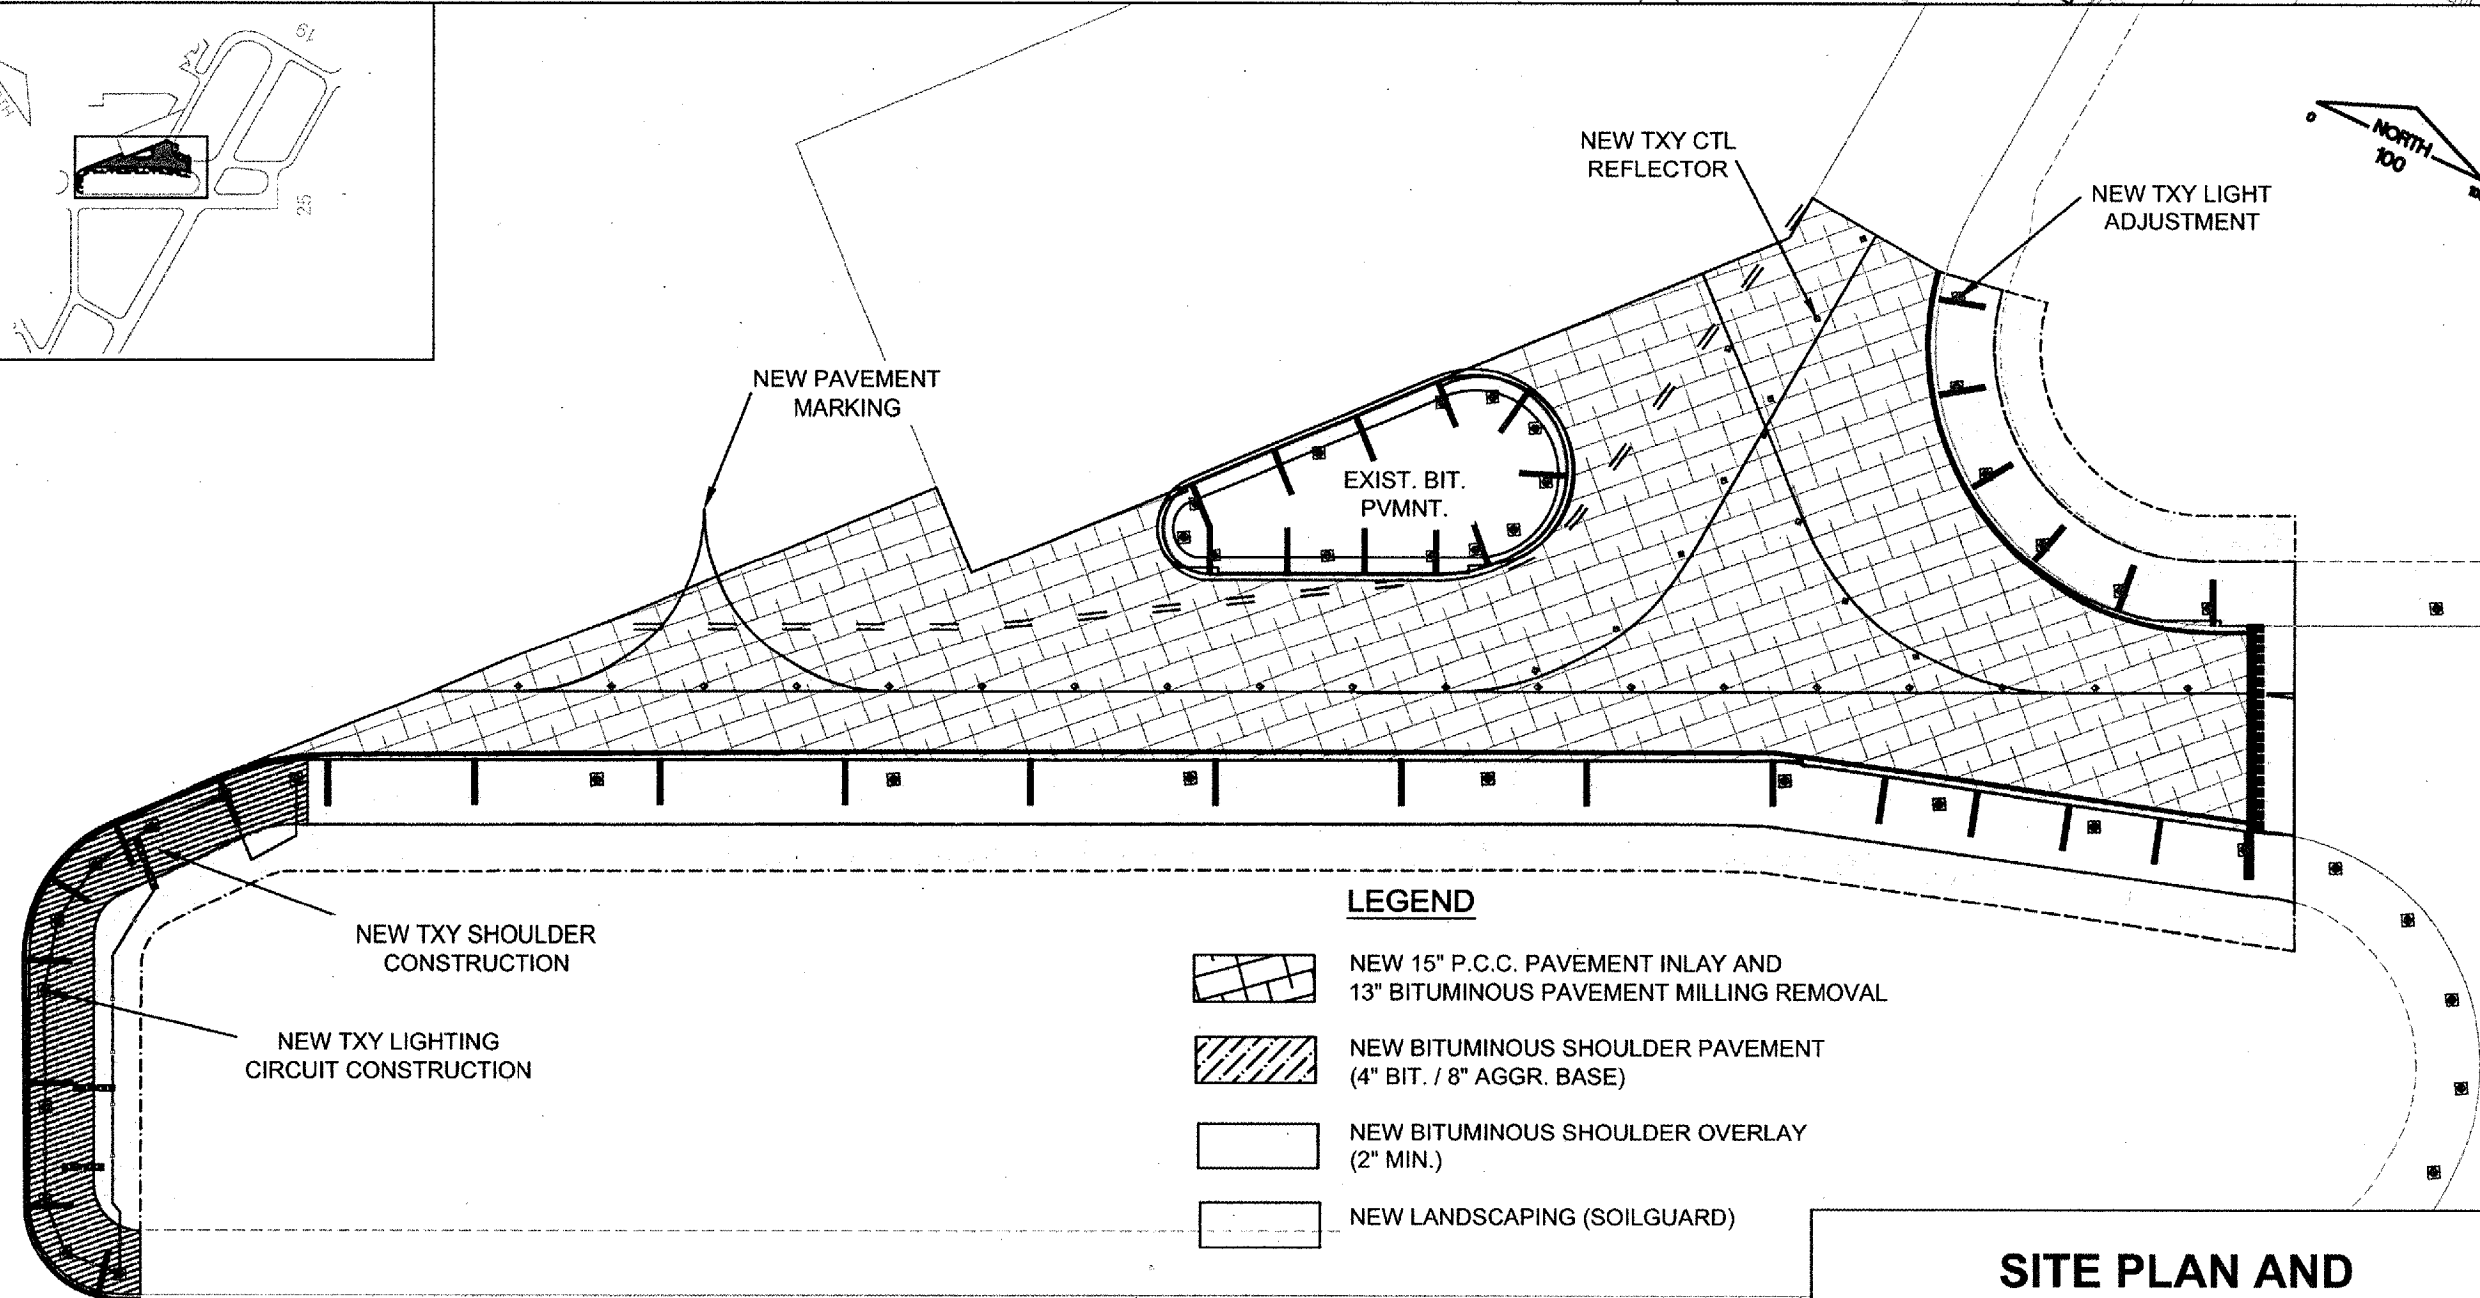 19
25
NORTH
0
100
NEW TXY CTL
REFLECTOR
NEW TXY LIGHT
ADJUSTMENT
NEW PAVEMENT
MARKING
EXIST. BIT.
PVMNT.
NEW TXY SHOULDER
CONSTRUCTION
NEW TXY LIGHTING
CIRCUIT CONSTRUCTION
LEGEND
NEW 15" P.C.C. PAVEMENT INLAY AND
13" BITUMINOUS PAVEMENT MILLING REMOVAL
NEW BITUMINOUS SHOULDER PAVEMENT
(4" BIT. / 8" AGGR. BASE)
NEW BITUMINOUS SHOULDER OVERLAY
(2" MIN.)
NEW LANDSCAPING (SOILGUARD)
SITE PLAN AND